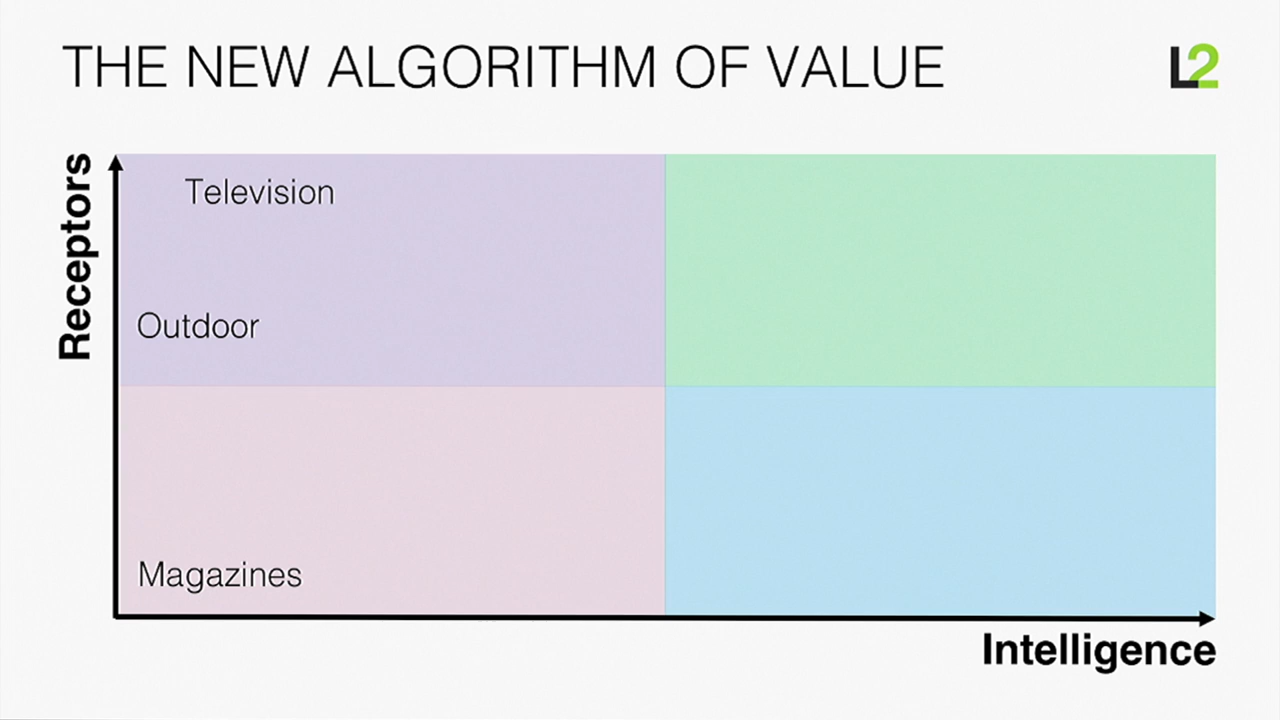 THE NEW ALGORITHM OF VALUE
L2
Receptors
Television
Outdoor
Magazines
Intelligence